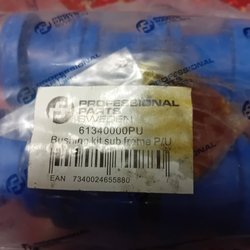 PROFESSIONAL
PARTS
SWEDEN
61340000PU
Bushing kit sub frame P/U
EAN 7340024655880